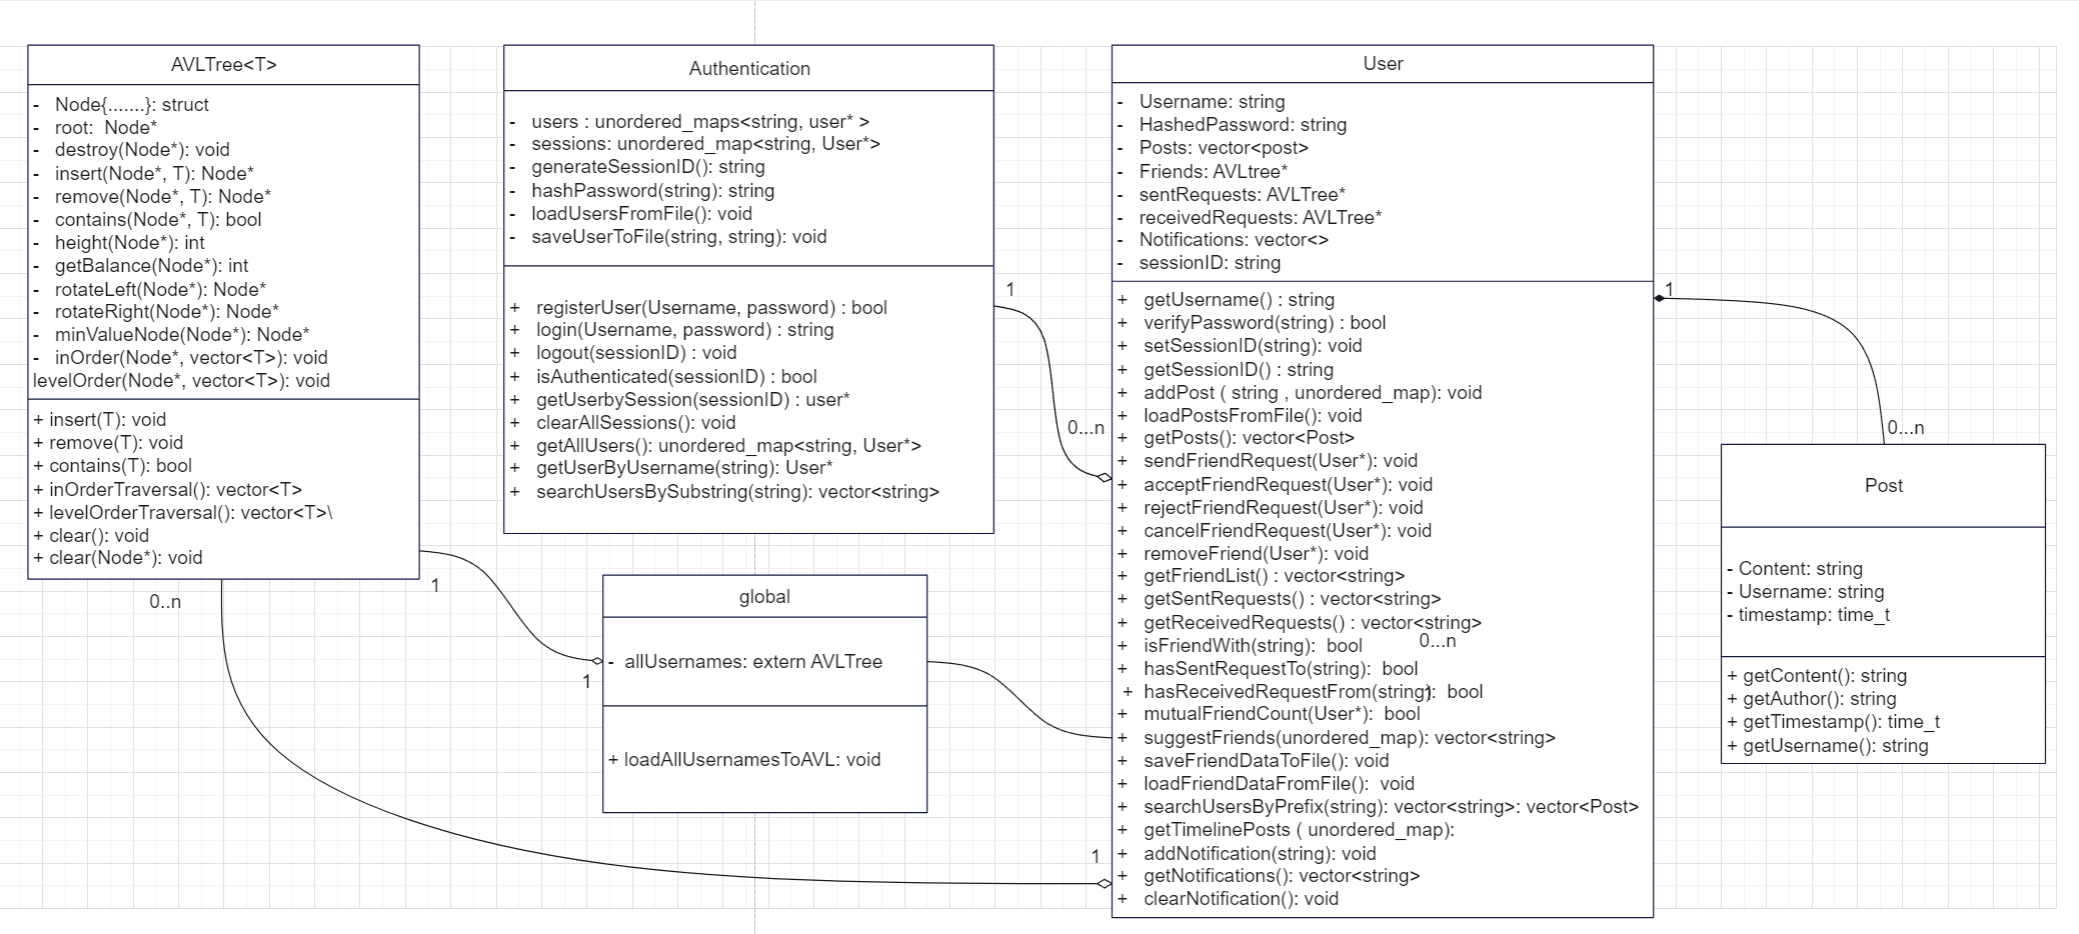 AVLTree<T>
- Node{.......}: struct
- root: Node*
- destroy(Node*): void
- insert(Node*, T): Node*
- remove(Node*, T): Node*
- contains(Node*, T): bool
- height(Node*): int
- getBalance(Node*): int
- rotateLeft(Node*): Node*
- rotateRight(Node*): Node*
- minValueNode(Node*): Node*
- inOrder(Node*, vector<T>): void
levelOrder(Node*, vector<T>): void
+ insert(T): void
+ remove(T): void
+ contains(T): bool
+ inOrderTraversal(): vector<T>
+ levelOrderTraversal(): vector<T>\
+ clear(): void
+ clear(Node*): void
0..n
1
Authentication
- users : unordered_maps<string, user* >
- sessions: unordered_map<string, User*>
- generateSessionID(): string
- hashPassword(string): string
- loadUsersFromFile(): void
- saveUserToFile(string, string): void
+ registerUser(Username, password) : bool
+ login(Username, password) : string
+ logout(sessionID) : void
+ isAuthenticated(sessionID) : bool
+ getUserbySession(sessionID) : user*
+ clearAllSessions(): void
+ getAllUsers(): unordered_map<string, User*>
+ getUserByUsername(string): User*
+ searchUsersBySubstring(string): vector<string>
1
0...n
global
- allUsernames: extern AVLTree
+ loadAllUsernamesToAVL: void
1
1
User
- Username: string
- HashedPassword: string
- Posts: vector<post>
- Friends: AVLtree*
- sentRequests: AVLTree*
- receivedRequests: AVLTree*
- Notifications: vector<>
- sessionID: string
+ getUsername() : string
+ verifyPassword(string) : bool
+ setSessionID(string): void
+ getSessionID() : string
+ addPost ( string , unordered_map): void
+ loadPostsFromFile(): void
+ getPosts(): vector<Post>
+ sendFriendRequest(User*): void
+ acceptFriendRequest(User*): void
+ rejectFriendRequest(User*): void
+ cancelFriendRequest(User*): void
+ removeFriend(User*): void
+ getFriendList() : vector<string>
+ getSentRequests() : vector<string>
+ getReceivedRequests() : vector<string>
+ isFriendWith(string): bool
0...n
+ hasSentRequestTo(string): bool
+ hasReceivedRequestFrom(string): bool
+ mutualFriendCount(User*): bool
+ suggestFriends(unordered_map): vector<string>
+ saveFriendDataToFile(): void
+ loadFriendDataFromFile(): void
+ searchUsersByPrefix(string): vector<string>: vector<Post>
+ getTimelinePosts ( unordered_map):
+ addNotification(string): void
+ getNotifications(): vector<string>
+ clearNotification(): void
1
0...n
Post
- Content: string
- Username: string
- timestamp: time_t
+ getContent(): string
+ getAuthor(): string
+ getTimestamp(): time_t
+ getUsername(): string